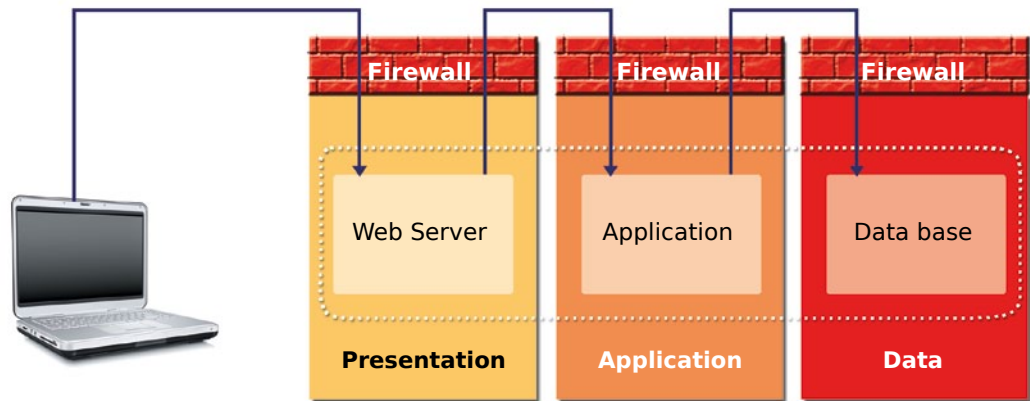 Firewall
Firewall
Firewall
Web Server
Application
Data base
Presentation
Application
Data